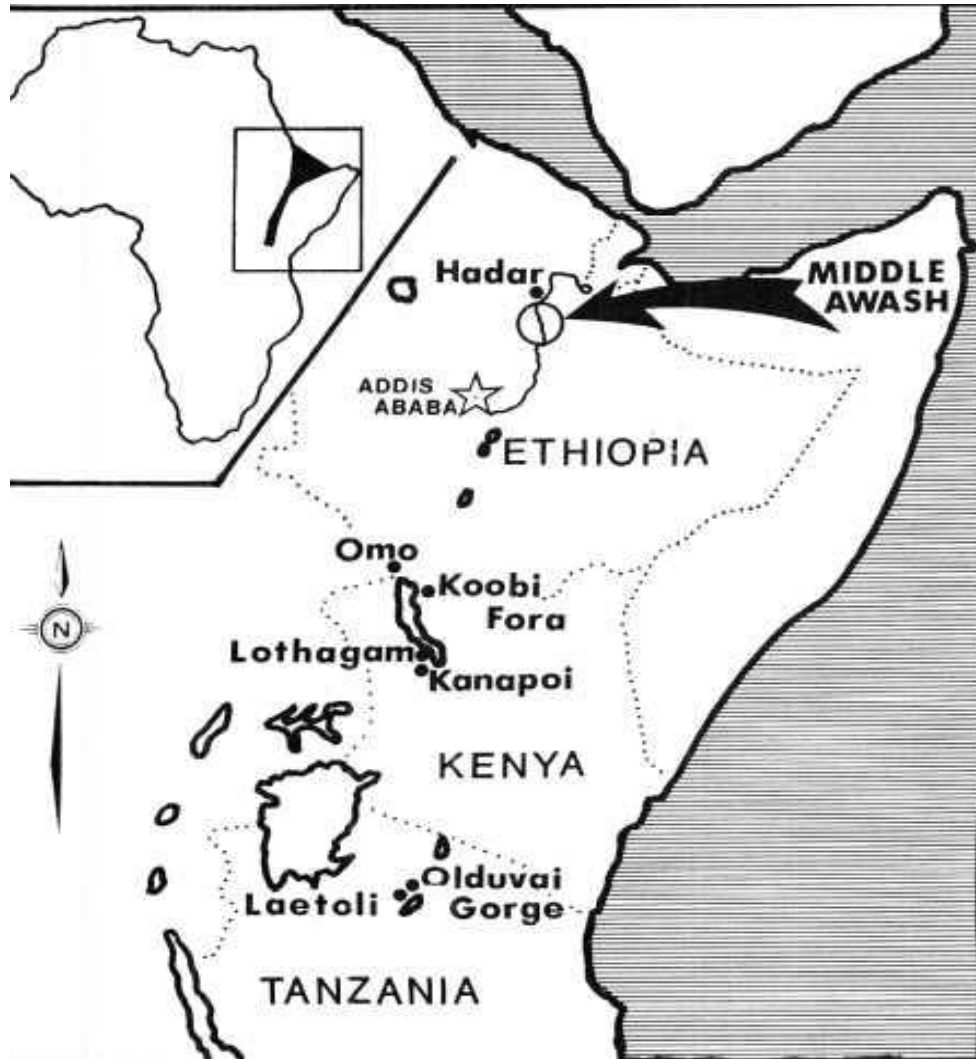 Hadar
MIDDLE
AWASH
ADDIS
ABABA
ETHIOPIA
Omo
Koobi
Fora
N
Lothagam
Kanapoi
KENYA
Olduvai
Laetoli
Gorge
TANZANIA